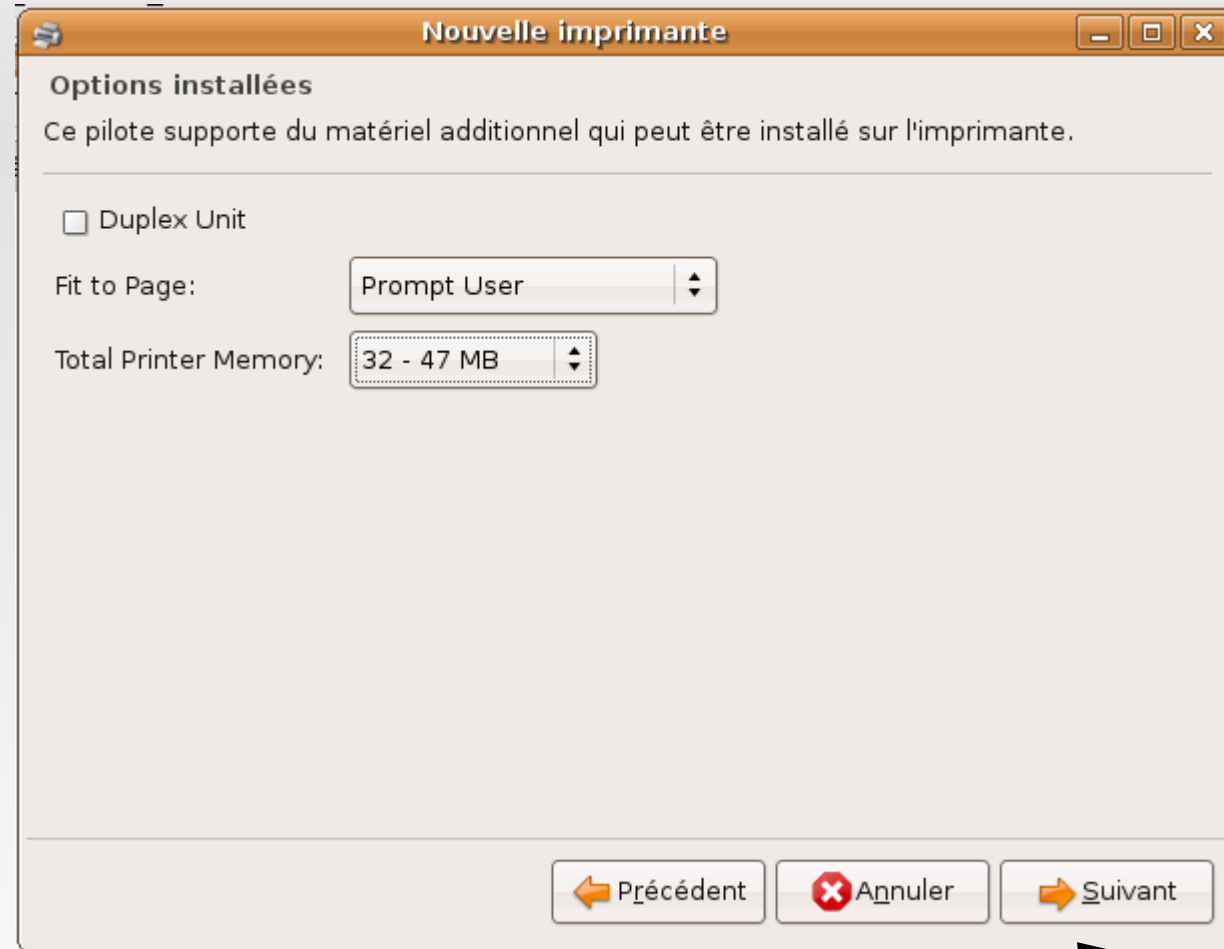 Nouvelle imprimante
Options installées
Ce pilote supporte du matériel additionnel qui peut être installé sur l'imprimante.
Duplex Unit
Fit to Page: Prompt User
Total Printer Memory: 32 - 47 MB
Précédent Annuler Suivant